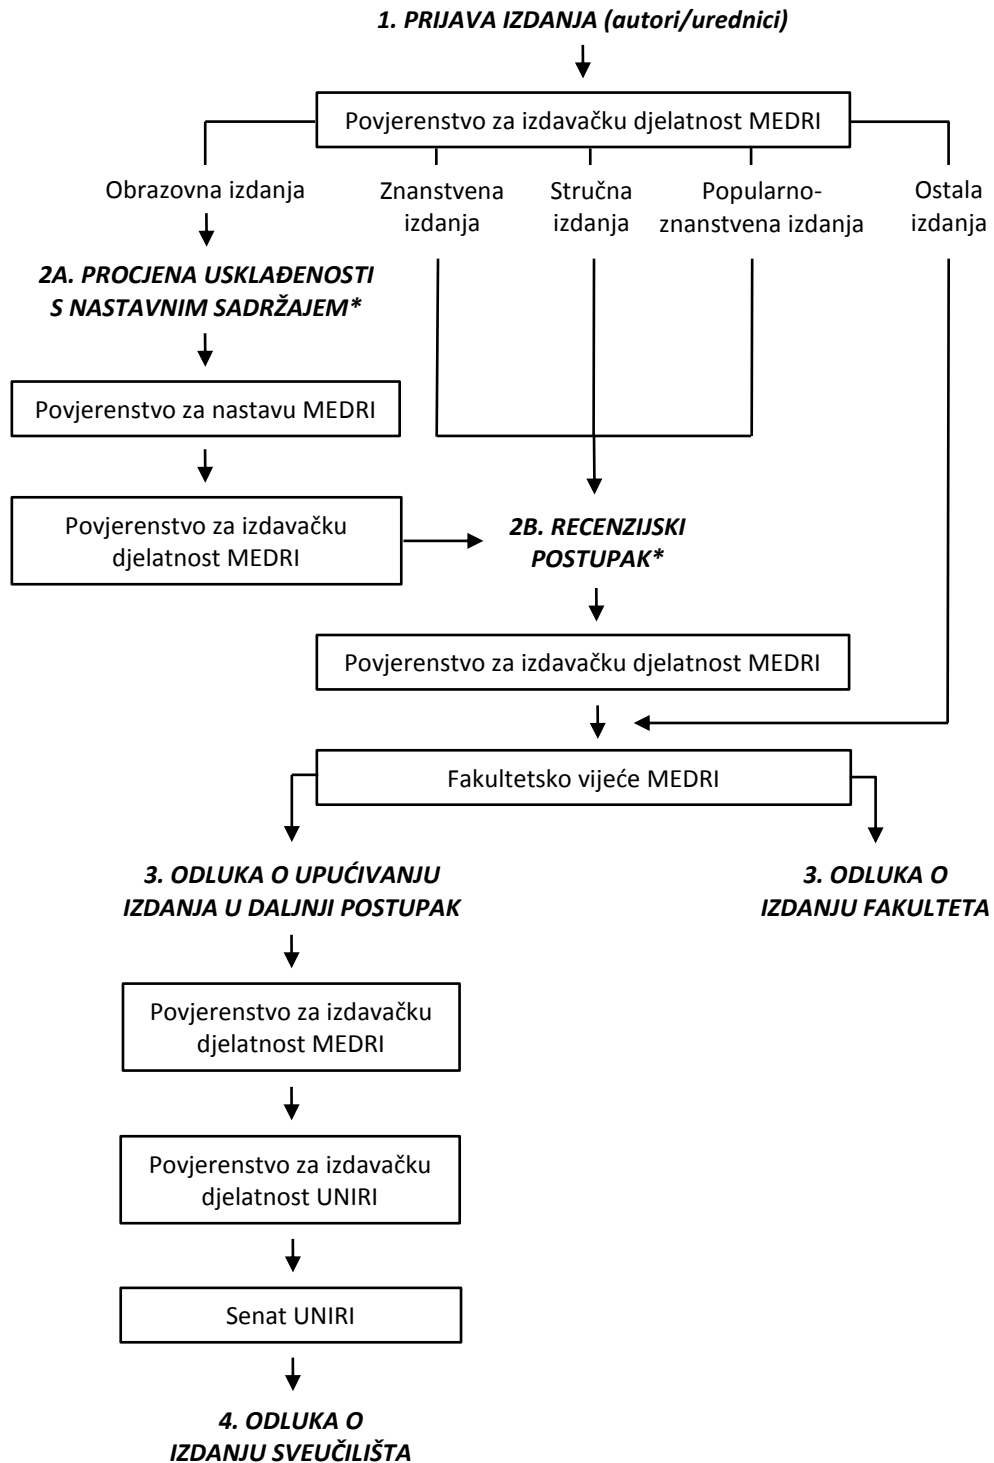 1. PRIJAVA IZDANJA (autori/urednici)
Povjerenstvo za izdavačku djelatnost MEDRI
Obrazovna izdanja
Znanstvena
izdanja
Stručna
izdanja
Popularno-
znanstvena izdanja
Ostala
izdanja
2A. PROCJENA USKLAĐENOSTI
S NASTAVNIM SADRŽAJEM*
Povjerenstvo za nastavu MEDRI
Povjerenstvo za izdavačku
djelatnost MEDRI
2B. RECENZIJSKI
POSTUPAK*
Povjerenstvo za izdavačku djelatnost MEDRI
Fakultetsko vijeće MEDRI
3. ODLUKA O UPUĆIVANJU
IZDANJA U DALJNJI POSTUPAK
3. ODLUKA O
IZDANJU FAKULTETA
Povjerenstvo za izdavačku
djelatnost MEDRI
Povjerenstvo za izdavačku
djelatnost UNIRI
Senat UNIRI
4. ODLUKA O
IZDANJU SVEUČILIŠTA